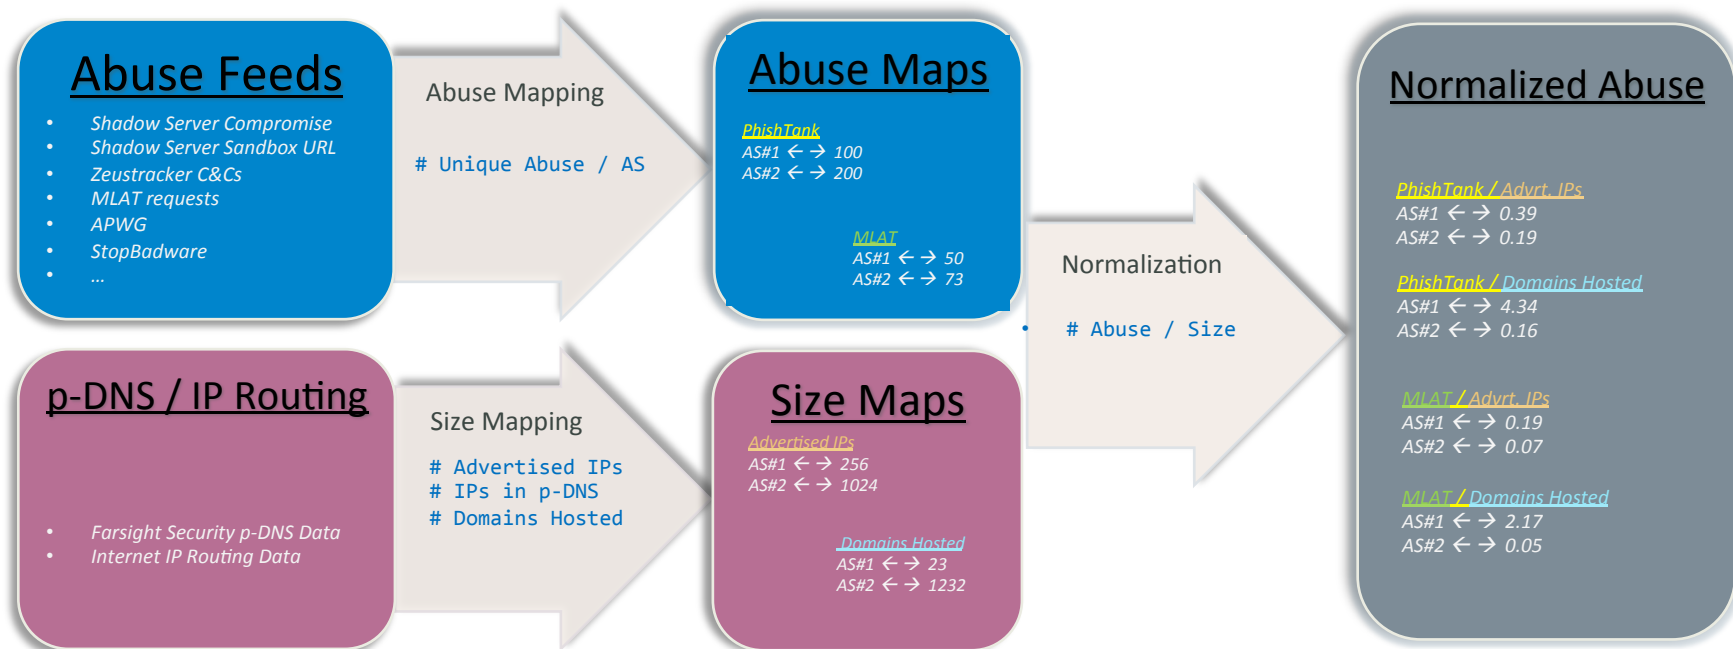 Abuse Feeds
• Shadow Server Compromise
• Shadow Server Sandbox URL
• Zeustracker C&Cs
• MLAT requests
• APWG
• StopBadware
• ...
Abuse Mapping
# Unique Abuse / AS
Abuse Maps
PhishTank
AS#1 ← → 100
AS#2 ← → 200
MLAT
AS#1 ← → 50
AS#2 ← → 73
p-DNS / IP Routing
• Farsight Security p-DNS Data
• Internet IP Routing Data
Size Mapping
# Advertised IPs
# IPs in p-DNS
# Domains Hosted
Size Maps
Advertised IPs
AS#1 ← → 256
AS#2 ← → 1024
Domains Hosted
AS#1 ← → 23
AS#2 ← → 1232
Normalization
• # Abuse / Size
Normalized Abuse
PhishTank / Advrt. IPs
AS#1 ← → 0.39
AS#2 ← → 0.19
PhishTank / Domains Hosted
AS#1 ← → 4.34
AS#2 ← → 0.16
MLAT / Advrt. IPs
AS#1 ← → 0.19
AS#2 ← → 0.07
MLAT / Domains Hosted
AS#1 ← → 2.17
AS#2 ← → 0.05